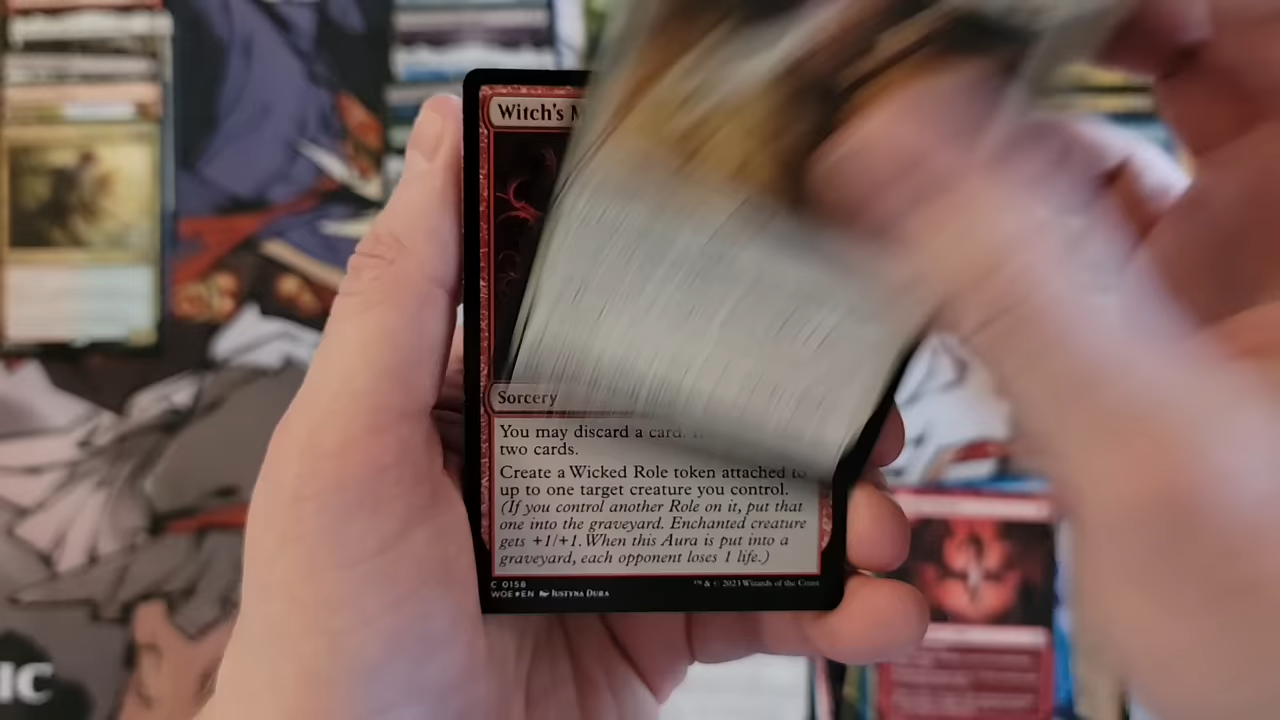 Witch's
Sorcery
You may discard a card.
two cards.
Create a Wicked Role token attached to
up to one target creature you control.
(If you control another Role on it, put that
one into the graveyard. Enchanted creature
gets +1/+1. When this Aura is put into a
graveyard, each opponent loses 1 life.)
C 0158
™ & © 2023 Wizards of the Coast
WOE★EN JUSTYNA DURA
IC